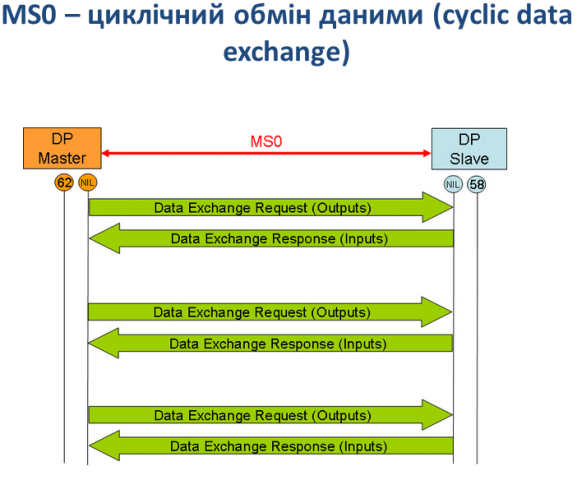 MS0 – циклічний обмін даними (cyclic data
exchange)
DP
Master
MS0
DP
Slave
62 NIL
NIL 58
Data Exchange Request (Outputs)
Data Exchange Response (Inputs)
Data Exchange Request (Outputs)
Data Exchange Response (Inputs)
Data Exchange Request (Outputs)
Data Exchange Response (Inputs)